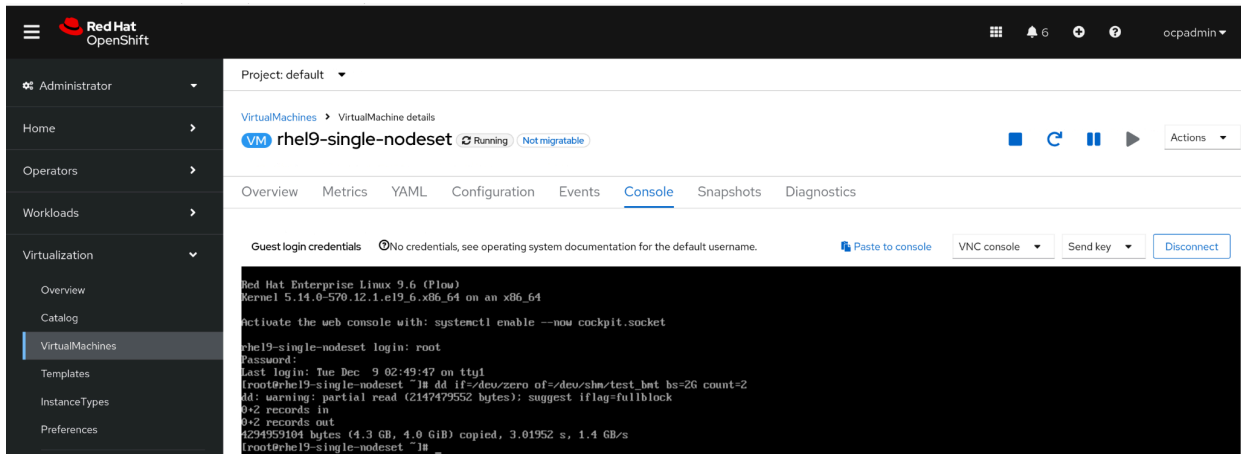 Red Hat
OpenShift
6
ocpadmin
Administrator
Home
Operators
Workloads
Virtualization
Overview
Catalog
VirtualMachines
Templates
InstanceTypes
Preferences
Project: default
VirtualMachines > VirtualMachine details
VM rhel9-single-nodeset Running Not migratable
Actions
Overview Metrics YAML Configuration Events Console Snapshots Diagnostics
Guest login credentials No credentials, see operating system documentation for the default username.
Paste to console VNC console Send key Disconnect
Red Hat Enterprise Linux 9.6 (Plow)
Kernel 5.14.0-570.12.1.el9_6.x86_64 on an x86_64
Activate the web console with: systemctl enable --now cockpit.socket
rhel9-single-nodeset login: root
Password:
Last login: Tue Dec  9 02:49:47 on tty1
[root@rhel9-single-nodeset ~]# dd if=/dev/zero of=/dev/shm/test_bmt bs=2G count=2
dd: warning: partial read (2147479552 bytes); suggest iflag=fullblock
0+2 records in
0+2 records out
4294959104 bytes (4.3 GB, 4.0 GiB) copied, 3.01952 s, 1.4 GB/s
[root@rhel9-single-nodeset ~]# _